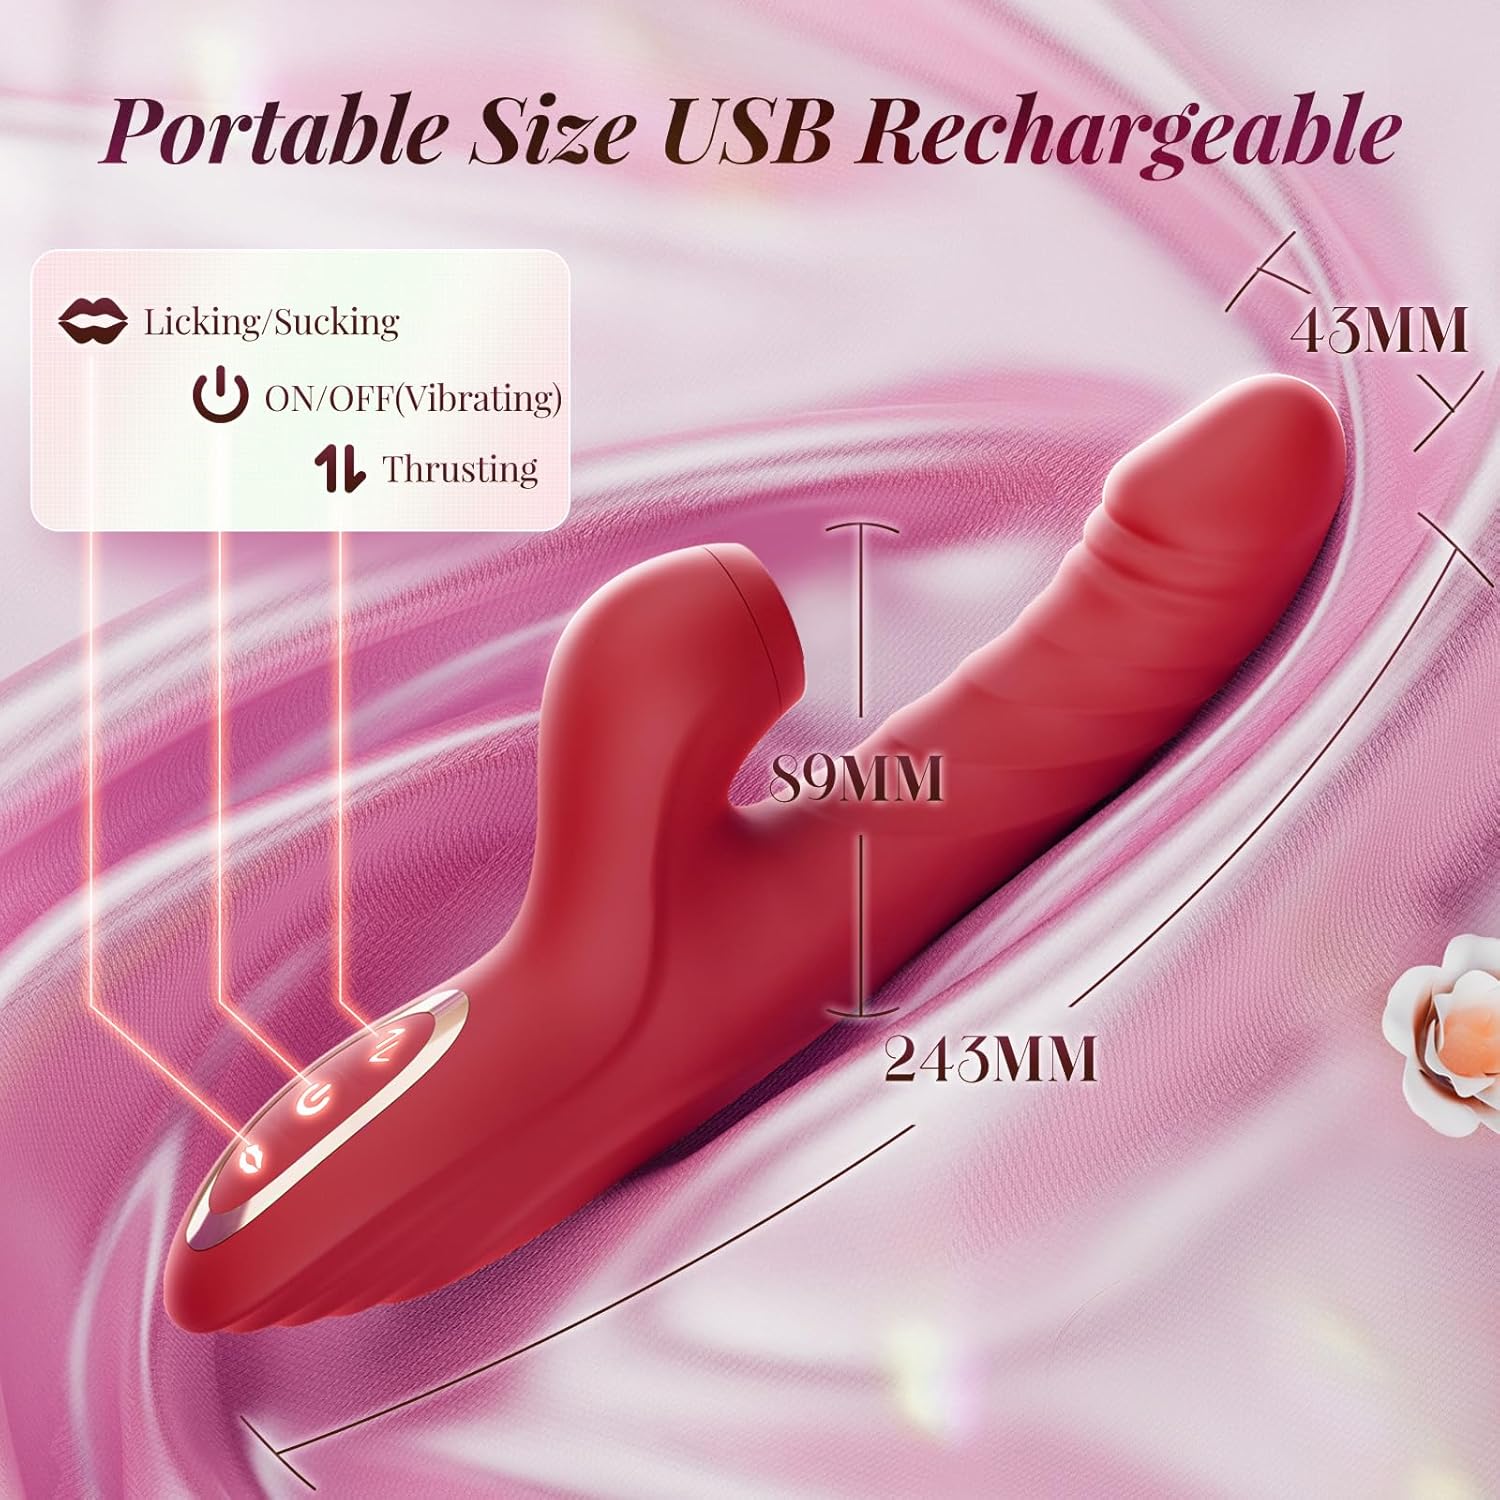 Portable Size USB Rechargeable
Licking/Sucking
ON/OFF(Vibrating)
Thrusting
43MM
89MM
243MM